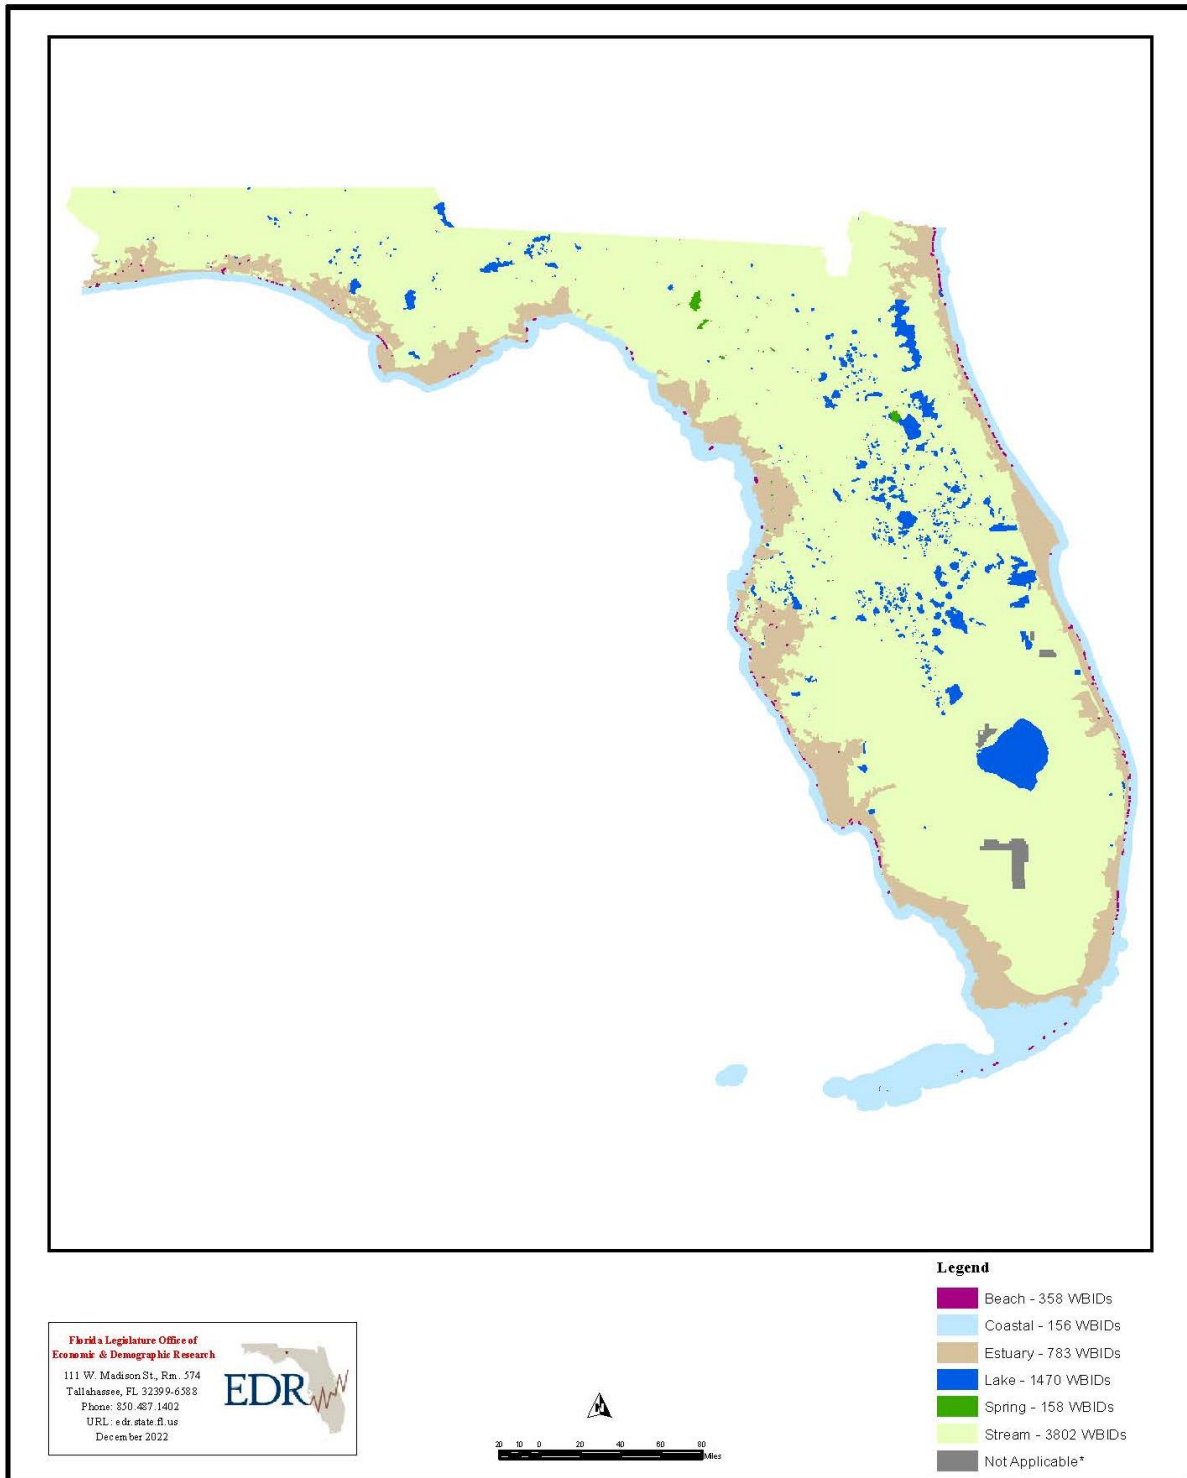 Legend
Beach - 358 WBIDs
Coastal - 156 WBIDs
Estuary - 783 WBIDs
Lake - 1470 WBIDs
Spring - 158 WBIDs
Stream - 3802 WBIDs
Not Applicable*
Florida Legislature Office of
Economic & Demographic Research
111 W. Madison St., Rm. 574
Tallahassee, FL 32399-6588
Phone: 850.487.1402
URL: edr.state.fl.us
December 2022
EDR
N
20 10 0 20 40 60 80
Miles